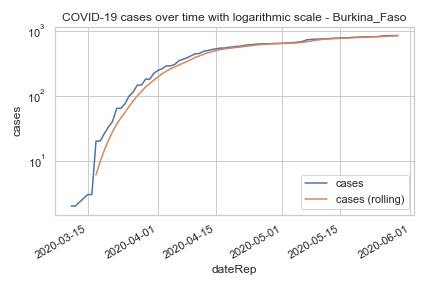 COVID-19 cases over time with logarithmic scale - Burkina_Faso
10³
10²
10¹
cases
cases
cases (rolling)
2020-03-15
2020-04-01
2020-04-15
2020-05-01
2020-05-15
2020-06-01
dateRep